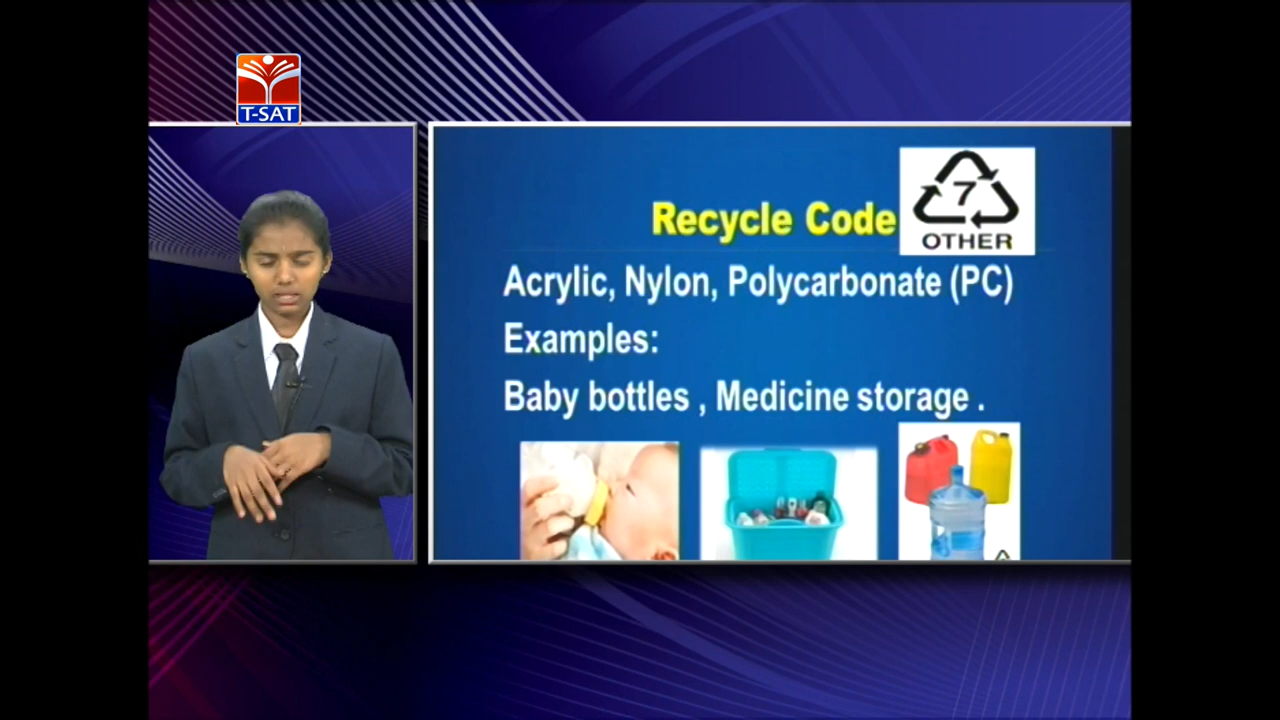 T-SAT
7
Recycle Code
OTHER
Acrylic, Nylon, Polycarbonate (PC)
Examples:
Baby bottles , Medicine storage .